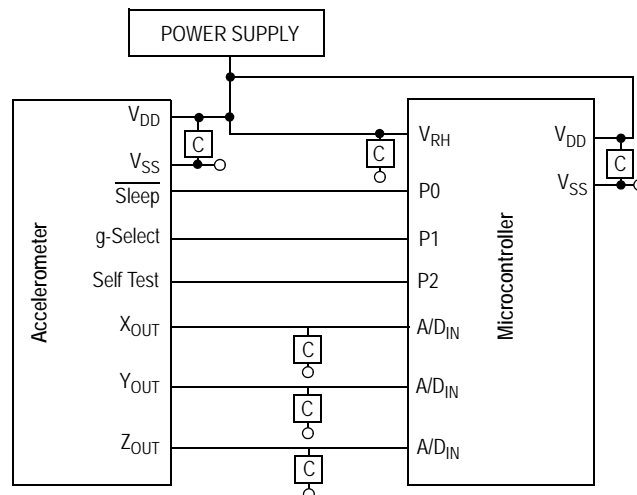 POWER SUPPLY
Accelerometer
V_DD
C
V_SS
S̅l̅e̅e̅p̅
g-Select
Self Test
X_OUT
Y_OUT
Z_OUT
C
C
C
C
V_RH
P0
P1
P2
A/D_IN
A/D_IN
A/D_IN
Microcontroller
V_DD
V_SS
C